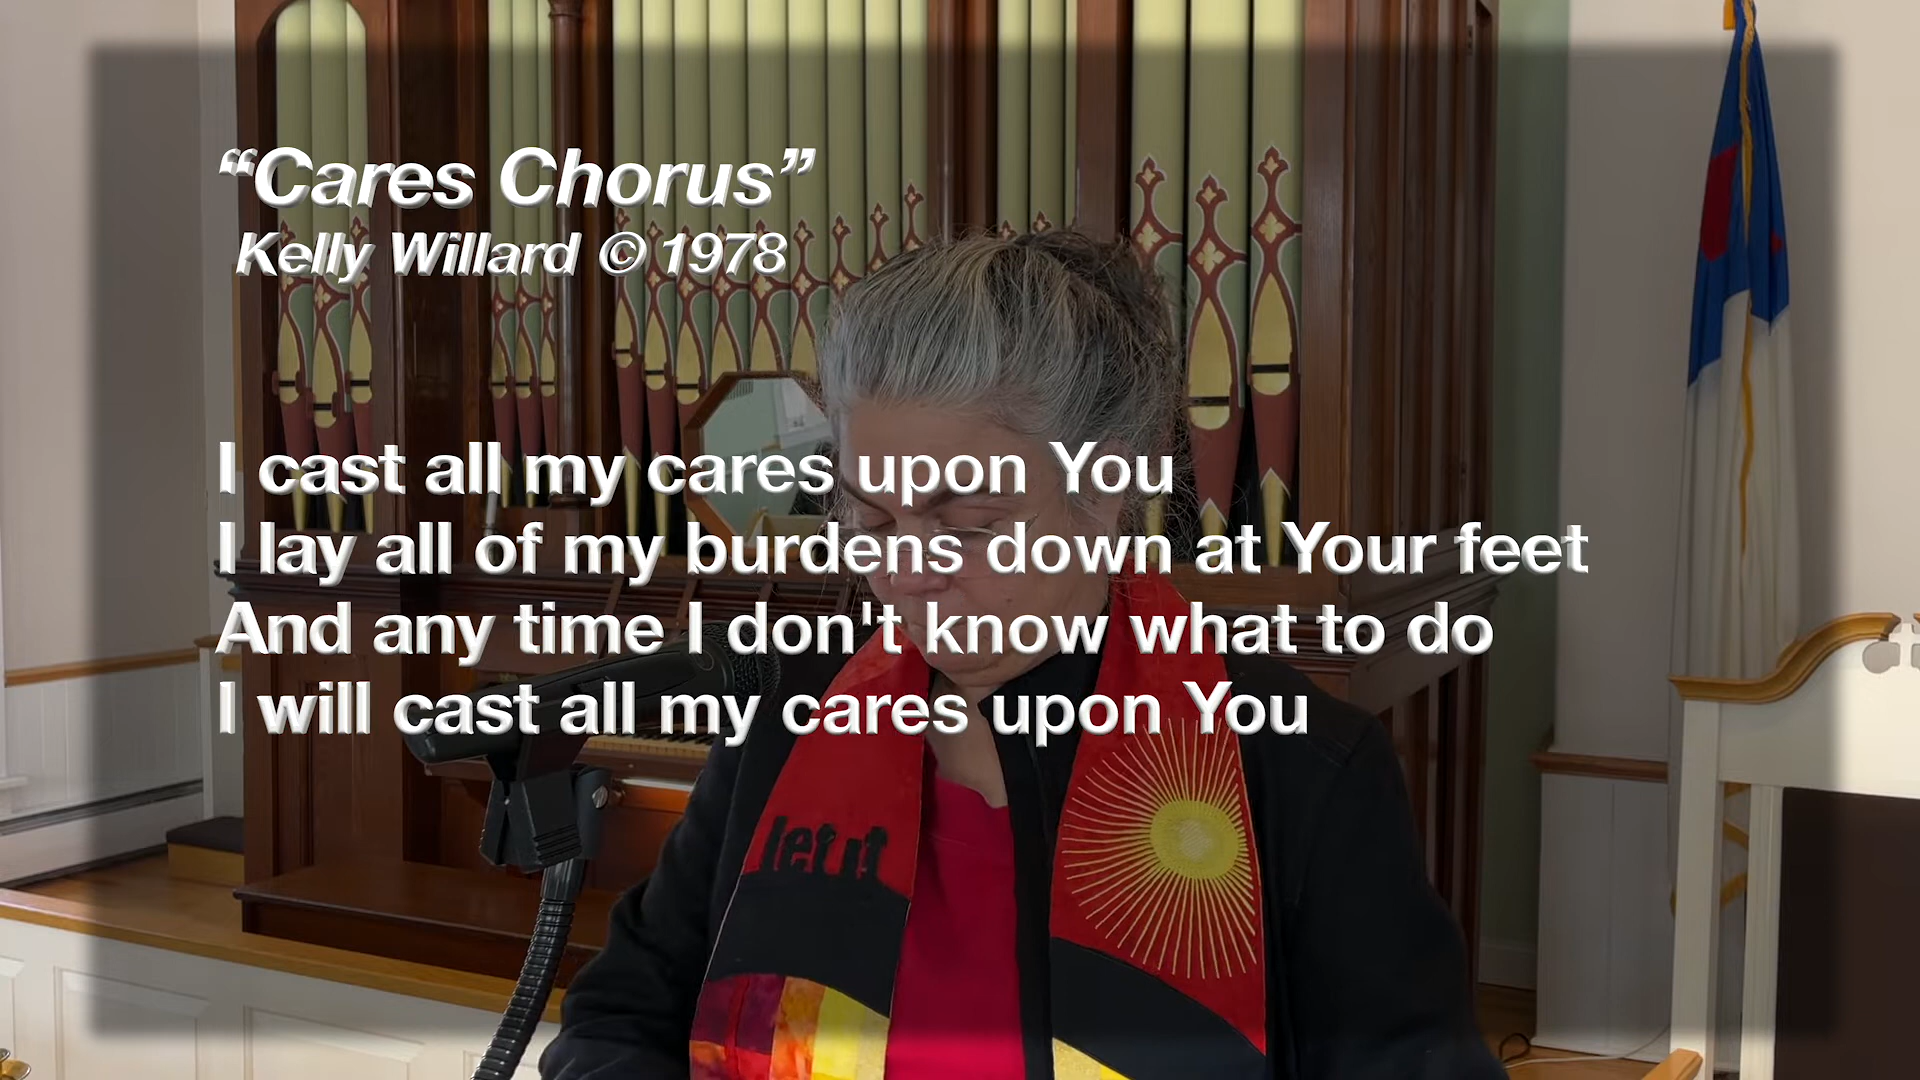 “Cares Chorus”
Kelly Willard © 1978
I cast all my cares upon You
I lay all of my burdens down at Your feet
And any time I don't know what to do
I will cast all my cares upon You